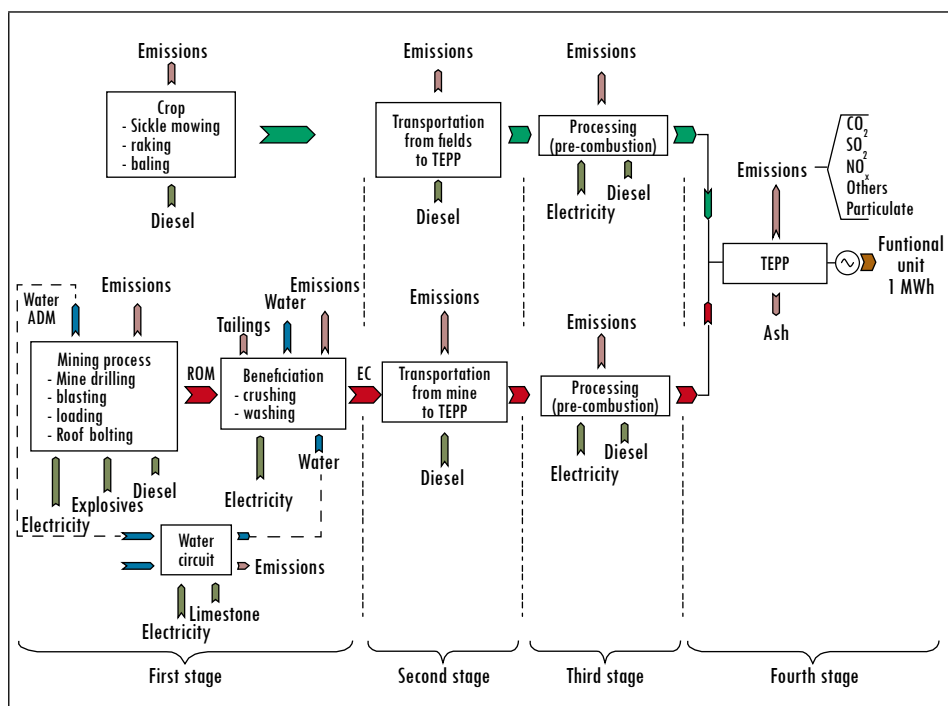 Emissions
Crop
- Sickle mowing
- raking
- baling
Diesel
Emissions
Transportation
from fields
to TEPP
Diesel
Emissions
Processing
(pre-combustion)
Electricity
Diesel
Emissions
CO2
SO2
NOx
Others
Particulate
TEPP
Ash
Funtional
unit
1 MWh
Water
ADM
Emissions
Mining process
- Mine drilling
- blasting
- loading
- Roof bolting
Electricity
Explosives
Diesel
ROM
Tailings
Water
Emissions
Beneficiation
- crushing
- washing
Electricity
Water
EC
Emissions
Transportation
from mine
to TEPP
Diesel
Emissions
Processing
(pre-combustion)
Electricity
Diesel
Water
circuit
Emissions
Electricity
Limestone
First stage
Second stage
Third stage
Fourth stage